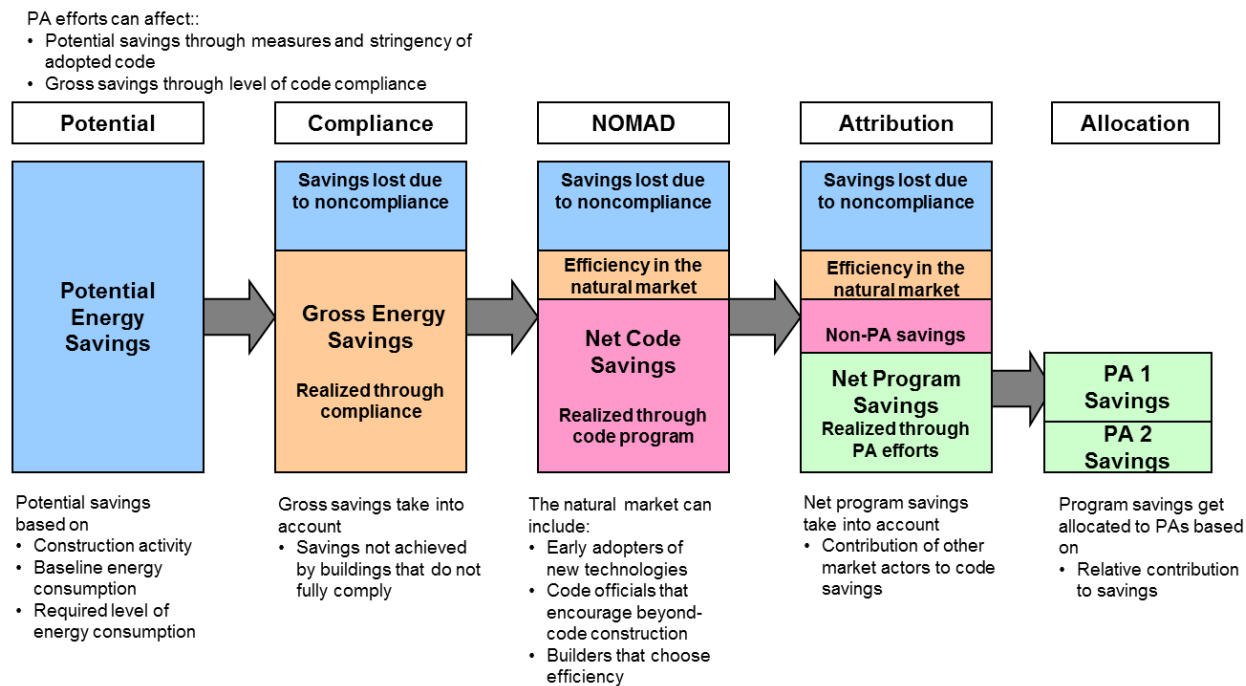 PA efforts can affect::
• Potential savings through measures and stringency of
adopted code
• Gross savings through level of code compliance
Potential
Compliance
NOMAD
Attribution
Allocation
Potential
Energy
Savings
Savings lost due
to noncompliance
Gross Energy
Savings
Realized through
compliance
Savings lost due
to noncompliance
Efficiency in the
natural market
Net Code
Savings
Realized through
code program
Savings lost due
to noncompliance
Efficiency in the
natural market
Non-PA savings
Net Program
Savings
Realized through
PA efforts
PA 1
Savings
PA 2
Savings
Potential savings
based on
• Construction activity
• Baseline energy
consumption
• Required level of
energy consumption
Gross savings take into
account
• Savings not achieved
by buildings that do not
fully comply
The natural market can
include:
• Early adopters of
new technologies
• Code officials that
encourage beyond-
code construction
• Builders that choose
efficiency
Net program savings
take into account
• Contribution of other
market actors to code
savings
Program savings get
allocated to PAs based
on
• Relative contribution
to savings